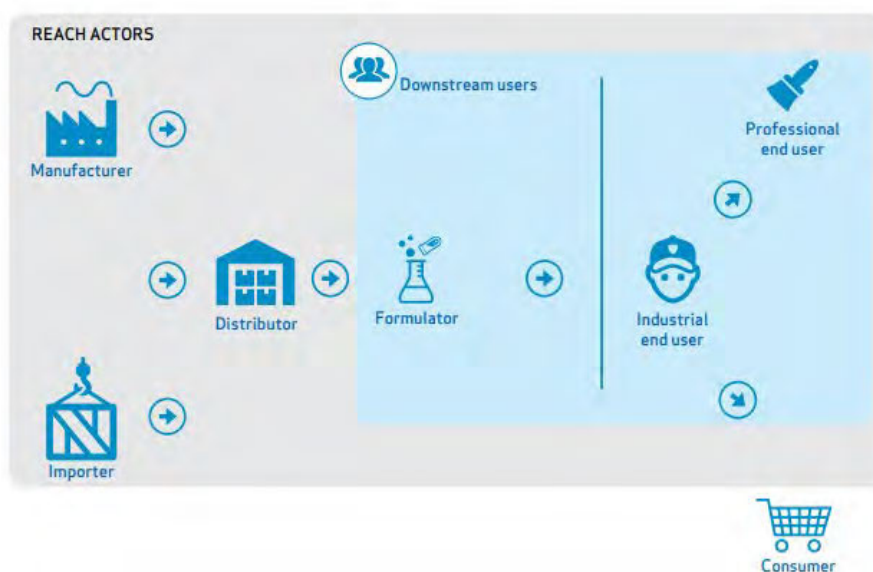 REACH ACTORS
Downstream users
Manufacturer
Professional
end user
Distributor
Formulator
Industrial
end user
Importer
Consumer